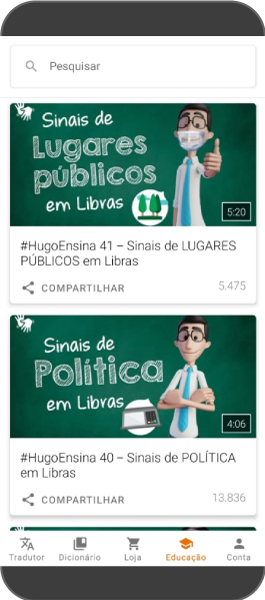 Pesquisar
Sinais de
Lugares
públicos
em Libras
5:20
#HugoEnsina 41 – Sinais de LUGARES
PÚBLICOS em Libras
COMPARTILHAR
5.475
Sinais de
Política
em Libras
4:06
#HugoEnsina 40 – Sinais de POLÍTICA
em Libras
COMPARTILHAR
13.836
Tradutor
Dicionário
Loja
Educação
Conta